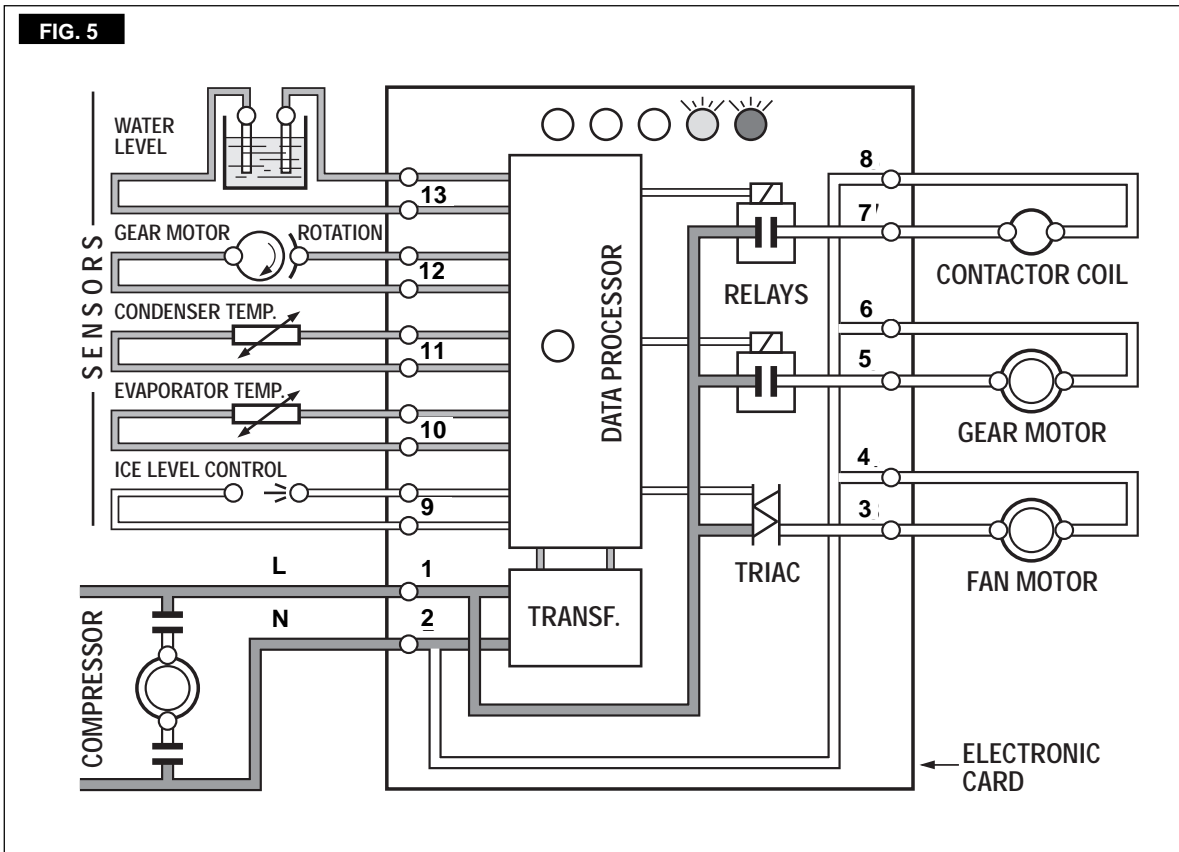 FIG. 5
WATER
LEVEL
13
GEAR MOTOR ROTATION
12
CONDENSER TEMP.
11
EVAPORATOR TEMP.
10
ICE LEVEL CONTROL
9
SENSORS
L
1
N
2
COMPRESSOR
DATA PROCESSOR
TRANSF.
RELAYS
TRIAC
8
7
CONTACTOR COIL
6
5
GEAR MOTOR
4
3
FAN MOTOR
ELECTRONIC
CARD